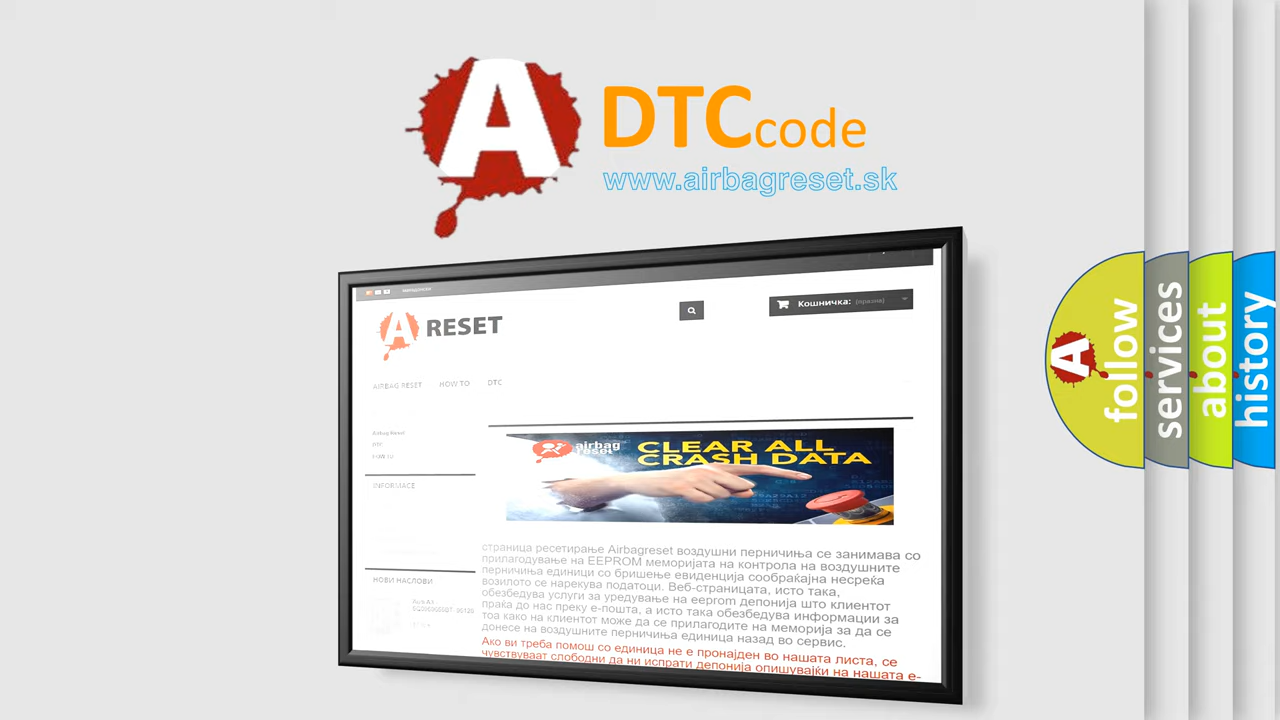 A DTCcode
www.airbagreset.sk
A RESET
Кошничка: (празна)
AIRBAG RESET HOW TO DTC
Airbag Reset
DTC
HOW TO
INFORMACE
НОВИ НАСЛОВИ
airbag
reset
CLEAR ALL
CRASH DATA
страница ресетирање Airbagreset воздушни перничиња се занимава со
прилагодување на EEPROM меморијата на контрола на воздушните
перничиња единици со бришење евиденција сообраќајна несреќа
возилото се нарекува податоци. Веб-страницата, исто така,
обезбедува услуги за уредување на eeprom депонија што клиентот
праќа до нас преку е-пошта, а исто така обезбедува информации за
тоа како на клиентот може да се прилагодите на меморија за да се
донесе на воздушните перничиња единица назад во сервис.
Ако ви треба помош со единица не е пронајден во нашата листа, се
чувствуваат слободни да ни испрати депонија опишувајќи на нашата е-
A follow
services
about
history